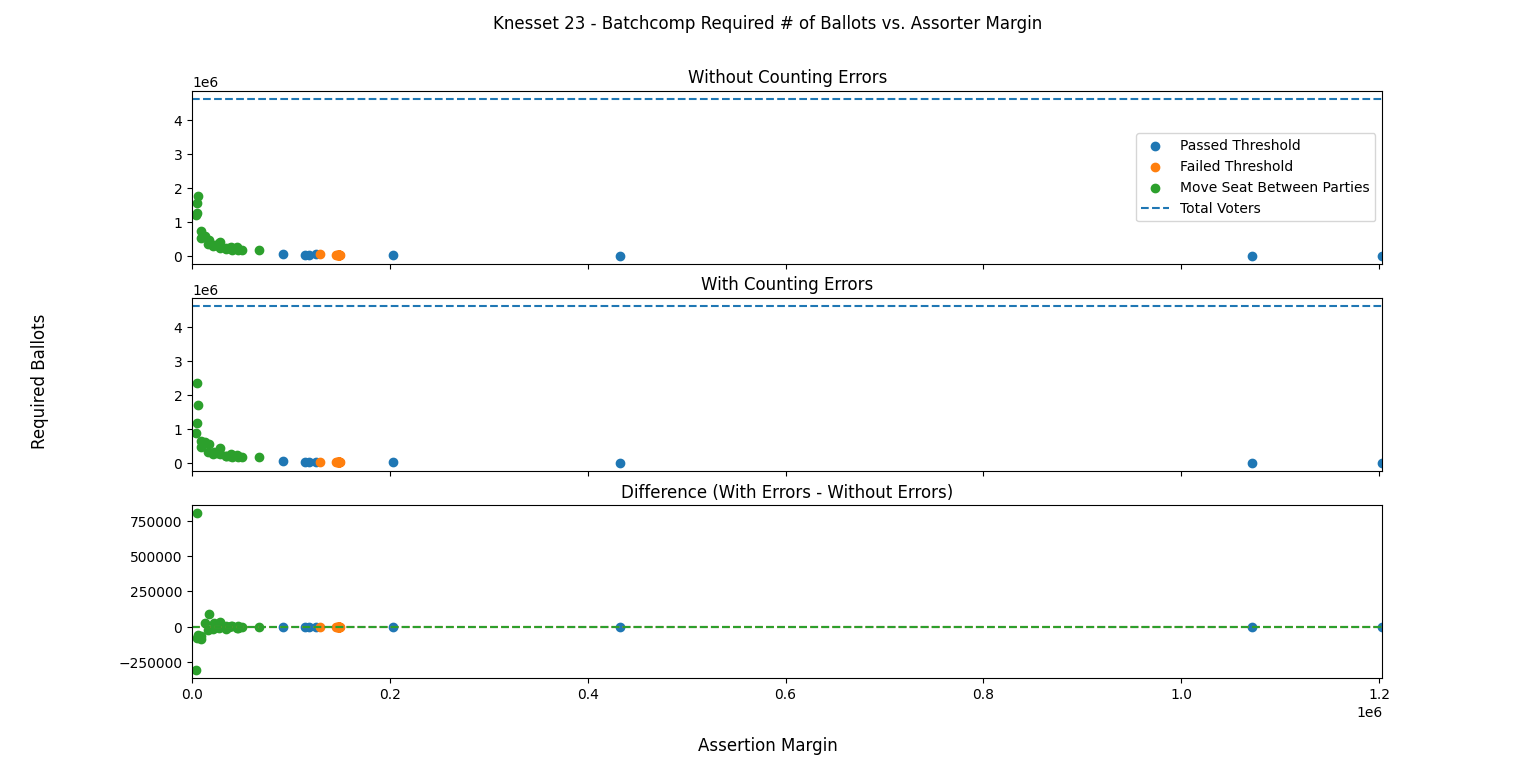 Knesset 23 - Batchcomp Required # of Ballots vs. Assorter Margin
Without Counting Errors
1e6
4
3
2
1
0
Passed Threshold
Failed Threshold
Move Seat Between Parties
Total Voters
With Counting Errors
1e6
4
3
2
1
0
Required Ballots
Difference (With Errors - Without Errors)
750000
500000
250000
0
−250000
0.0 0.2 0.4 0.6 0.8 1.0 1.2
1e6
Assertion Margin